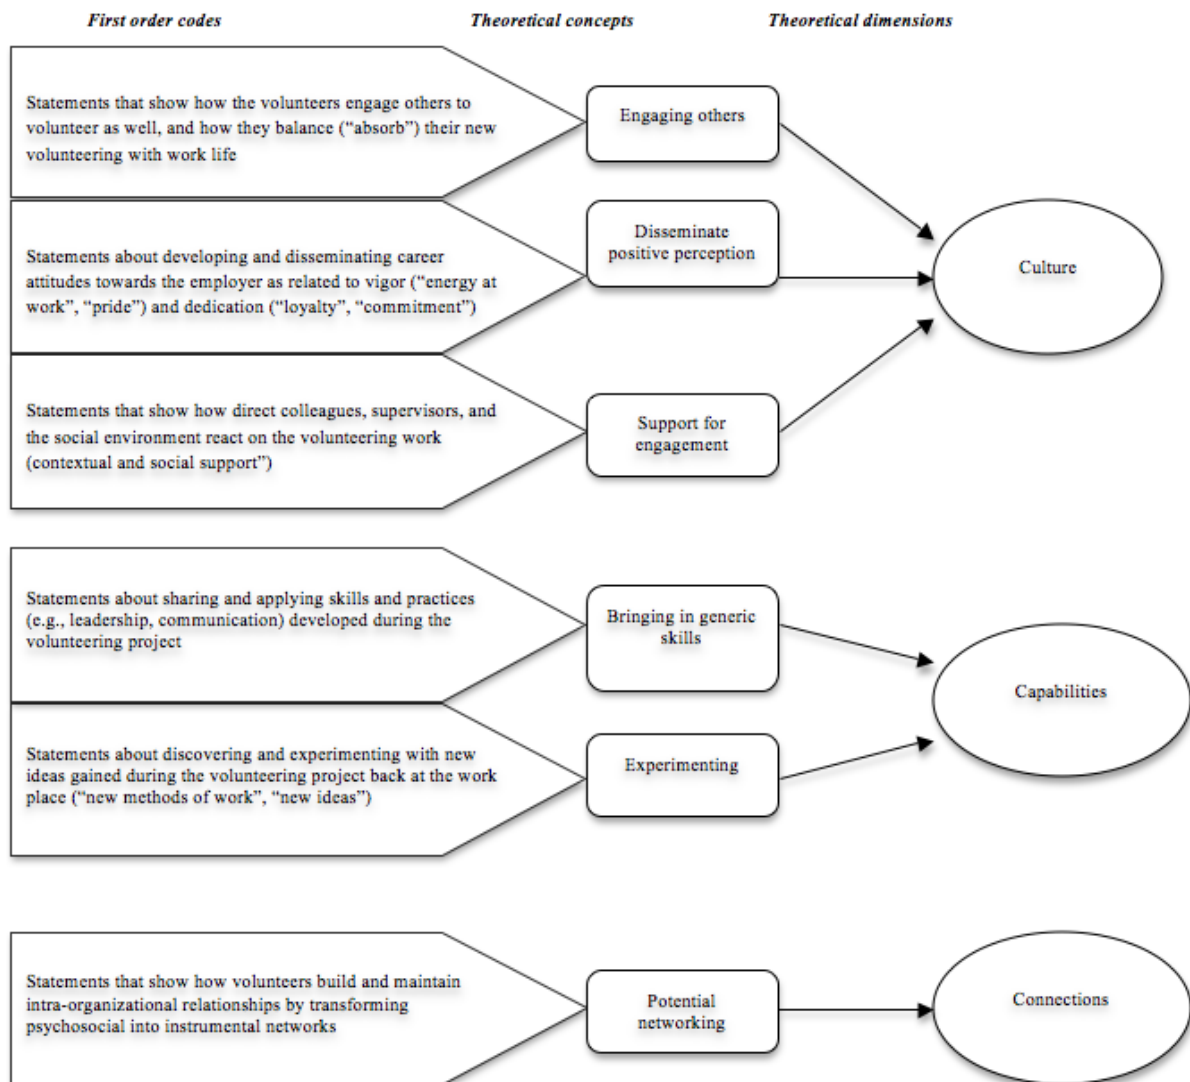 First order codes
Theoretical concepts
Theoretical dimensions
Statements that show how the volunteers engage others to
volunteer as well, and how they balance (“absorb”) their new
volunteering with work life
Engaging others
Statements about developing and disseminating career
attitudes towards the employer as related to vigor (“energy at
work”, “pride”) and dedication (“loyalty”, “commitment”)
Disseminate
positive perception
Culture
Statements that show how direct colleagues, supervisors, and
the social environment react on the volunteering work
(contextual and social support”)
Support for
engagement
Statements about sharing and applying skills and practices
(e.g., leadership, communication) developed during the
volunteering project
Bringing in generic
skills
Capabilities
Statements about discovering and experimenting with new
ideas gained during the volunteering project back at the work
place (“new methods of work”, “new ideas”)
Experimenting
Statements that show how volunteers build and maintain
intra-organizational relationships by transforming
psychosocial into instrumental networks
Potential
networking
Connections